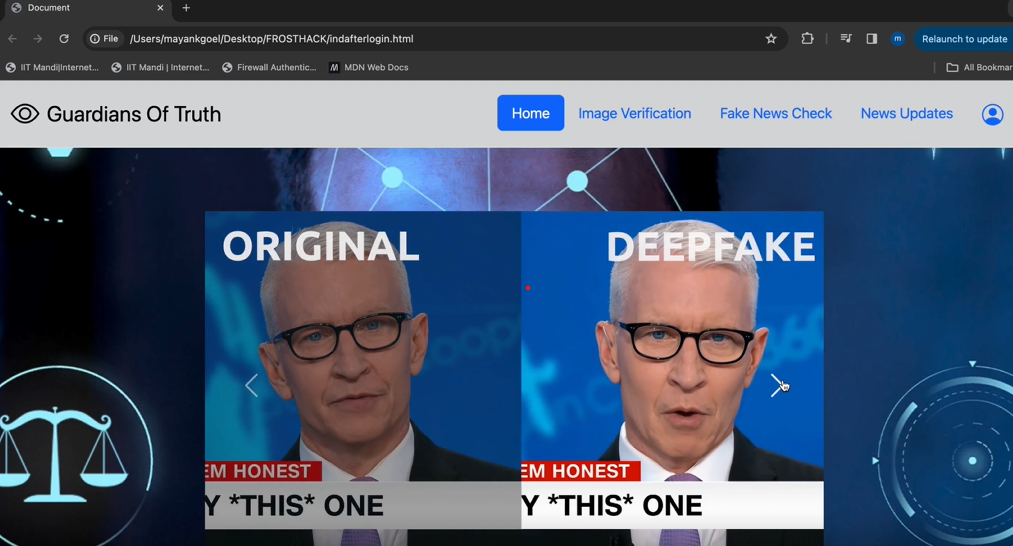 Document
File /Users/mayankgoel/Desktop/FROSTHACK/indafterlogin.html
m
Relaunch to update
IIT Mandi|Internet...
IIT Mandi | Internet...
Firewall Authentic...
M MDN Web Docs
All Bookmar
Guardians Of Truth
Home
Image Verification
Fake News Check
News Updates
ORIGINAL
DEEPFAKE
EM HONEST
EM HONEST
Y *THIS* ONE
Y *THIS* ONE